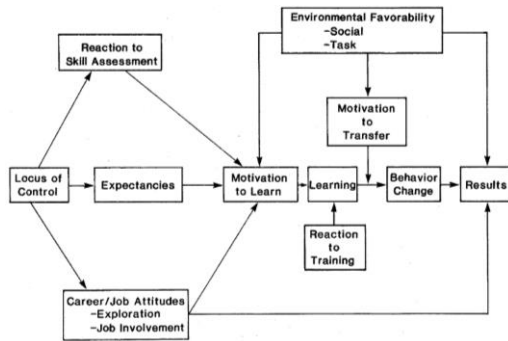 Environmental Favorability
-Social
-Task
Reaction to
Skill Assessment
Motivation
to
Transfer
Locus of
Control
Expectancies
Motivation
to Learn
Learning
Behavior
Change
Results
Reaction
to
Training
Career/Job Attitudes
-Exploration
-Job Involvement